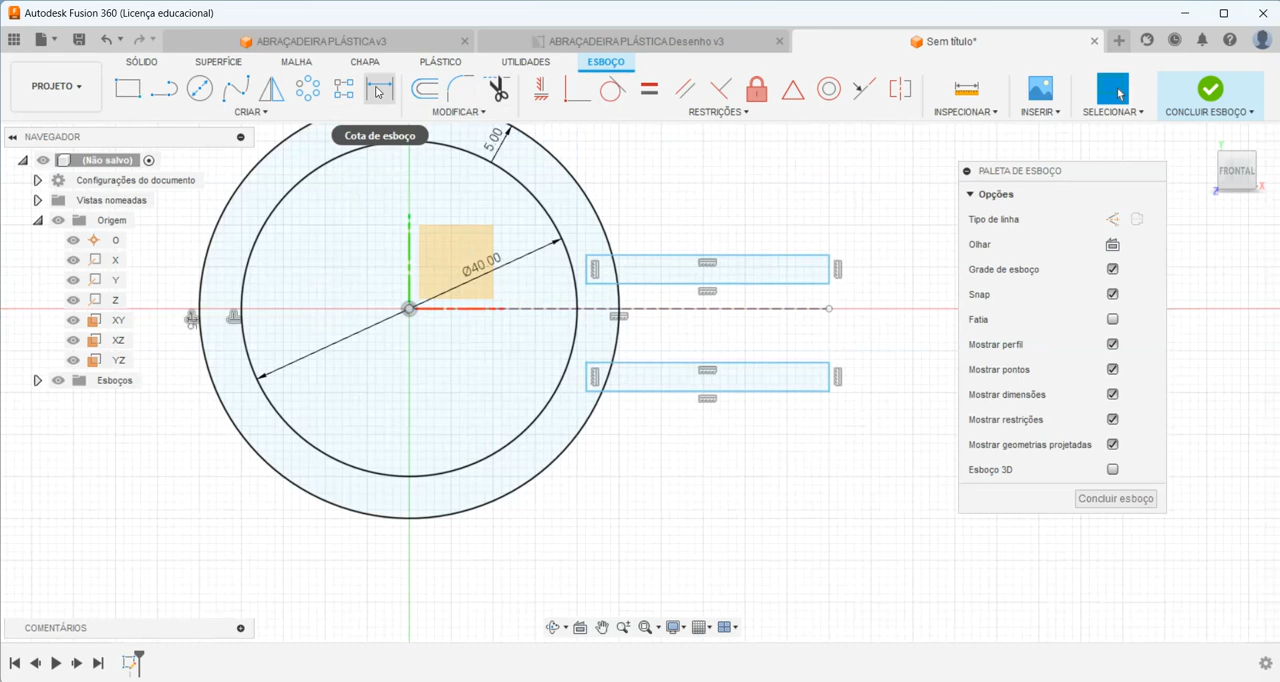 Autodesk Fusion 360 (Licença educacional)
ABRAÇADEIRA PLÁSTICA v3
ABRAÇADEIRA PLÁSTICA Desenho v3
Sem título*
SÓLIDO
SUPERFÍCIE
MALHA
CHAPA
PLÁSTICO
UTILIDADES
ESBOÇO
PROJETO
CRIAR
MODIFICAR
RESTRIÇÕES
INSPECIONAR
INSERIR
SELECIONAR
CONCLUIR ESBOÇO
NAVEGADOR
Cota de esboço
(Não salvo)
Configurações do documento
Vistas nomeadas
Origem
O
X
Y
Z
XY
XZ
YZ
Esboços
5.00
Ø40.00
PALETA DE ESBOÇO
Opções
Tipo de linha
Olhar
Grade de esboço
Snap
Fatia
Mostrar perfil
Mostrar pontos
Mostrar dimensões
Mostrar restrições
Mostrar geometrias projetadas
Esboço 3D
Concluir esboço
Y
FRONTAL
X
Z
COMENTÁRIOS